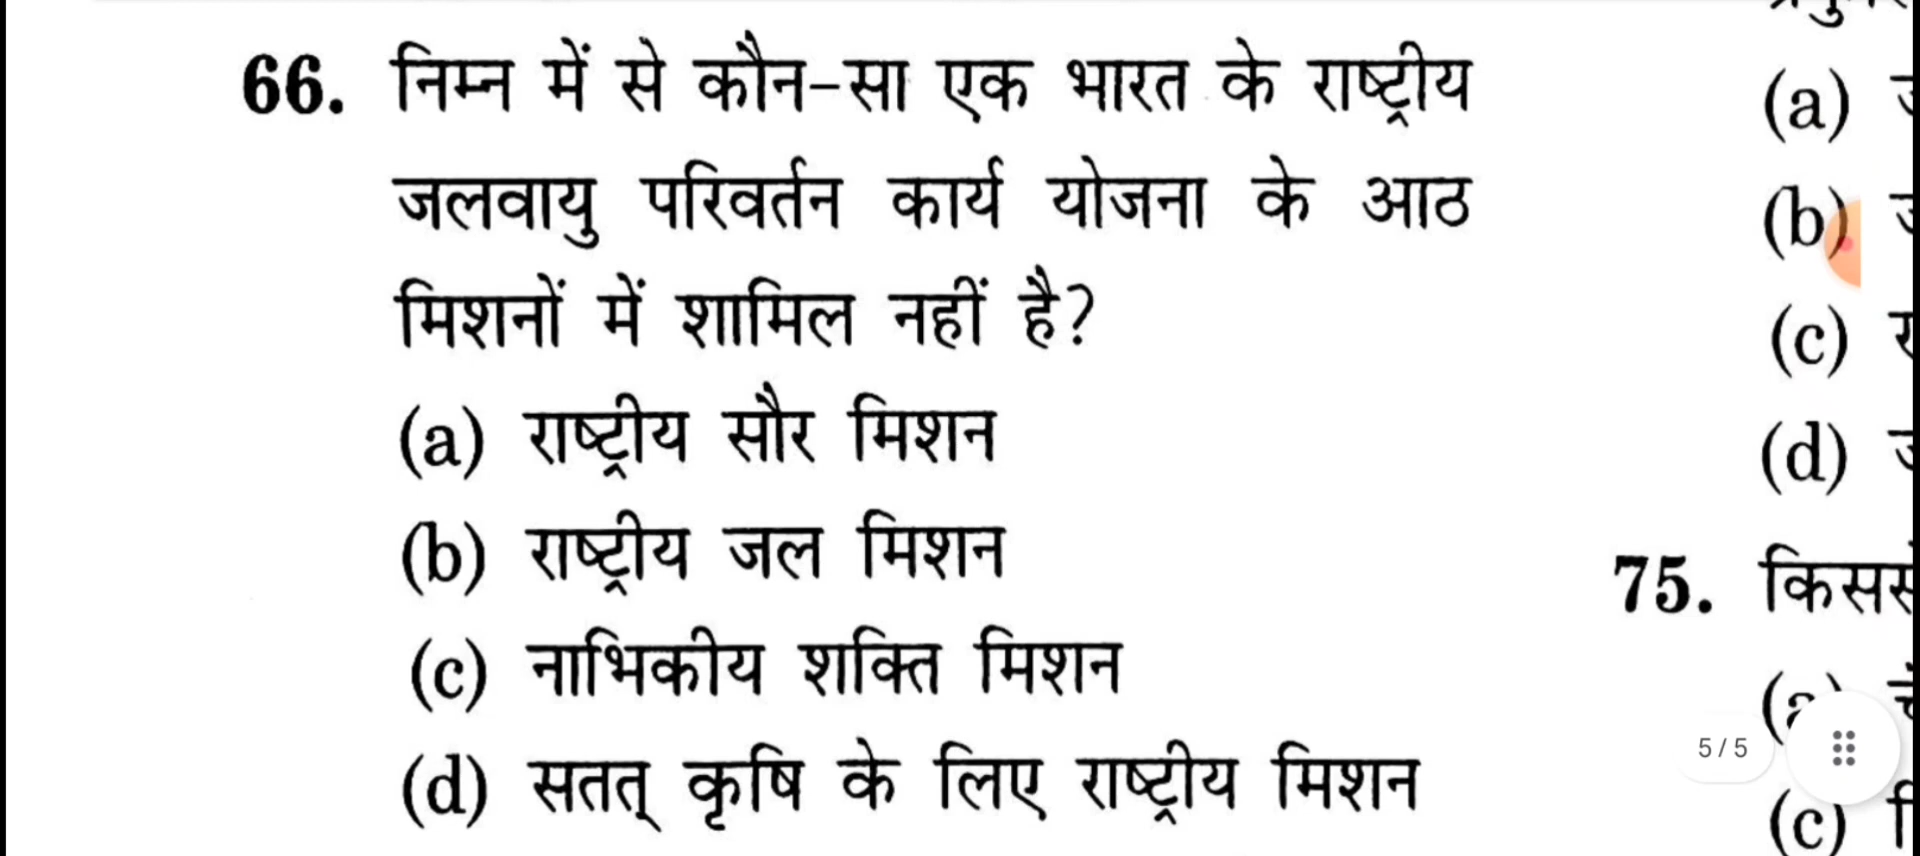 66. निम्न में से कौन-सा एक भारत के राष्ट्रीय
जलवायु परिवर्तन कार्य योजना के आठ
मिशनों में शामिल नहीं है?
(a) राष्ट्रीय सौर मिशन
(b) राष्ट्रीय जल मिशन
(c) नाभिकीय शक्ति मिशन
(d) सतत् कृषि के लिए राष्ट्रीय मिशन
(a)
(b)
(c)
(d)
75.
5/5
(c)